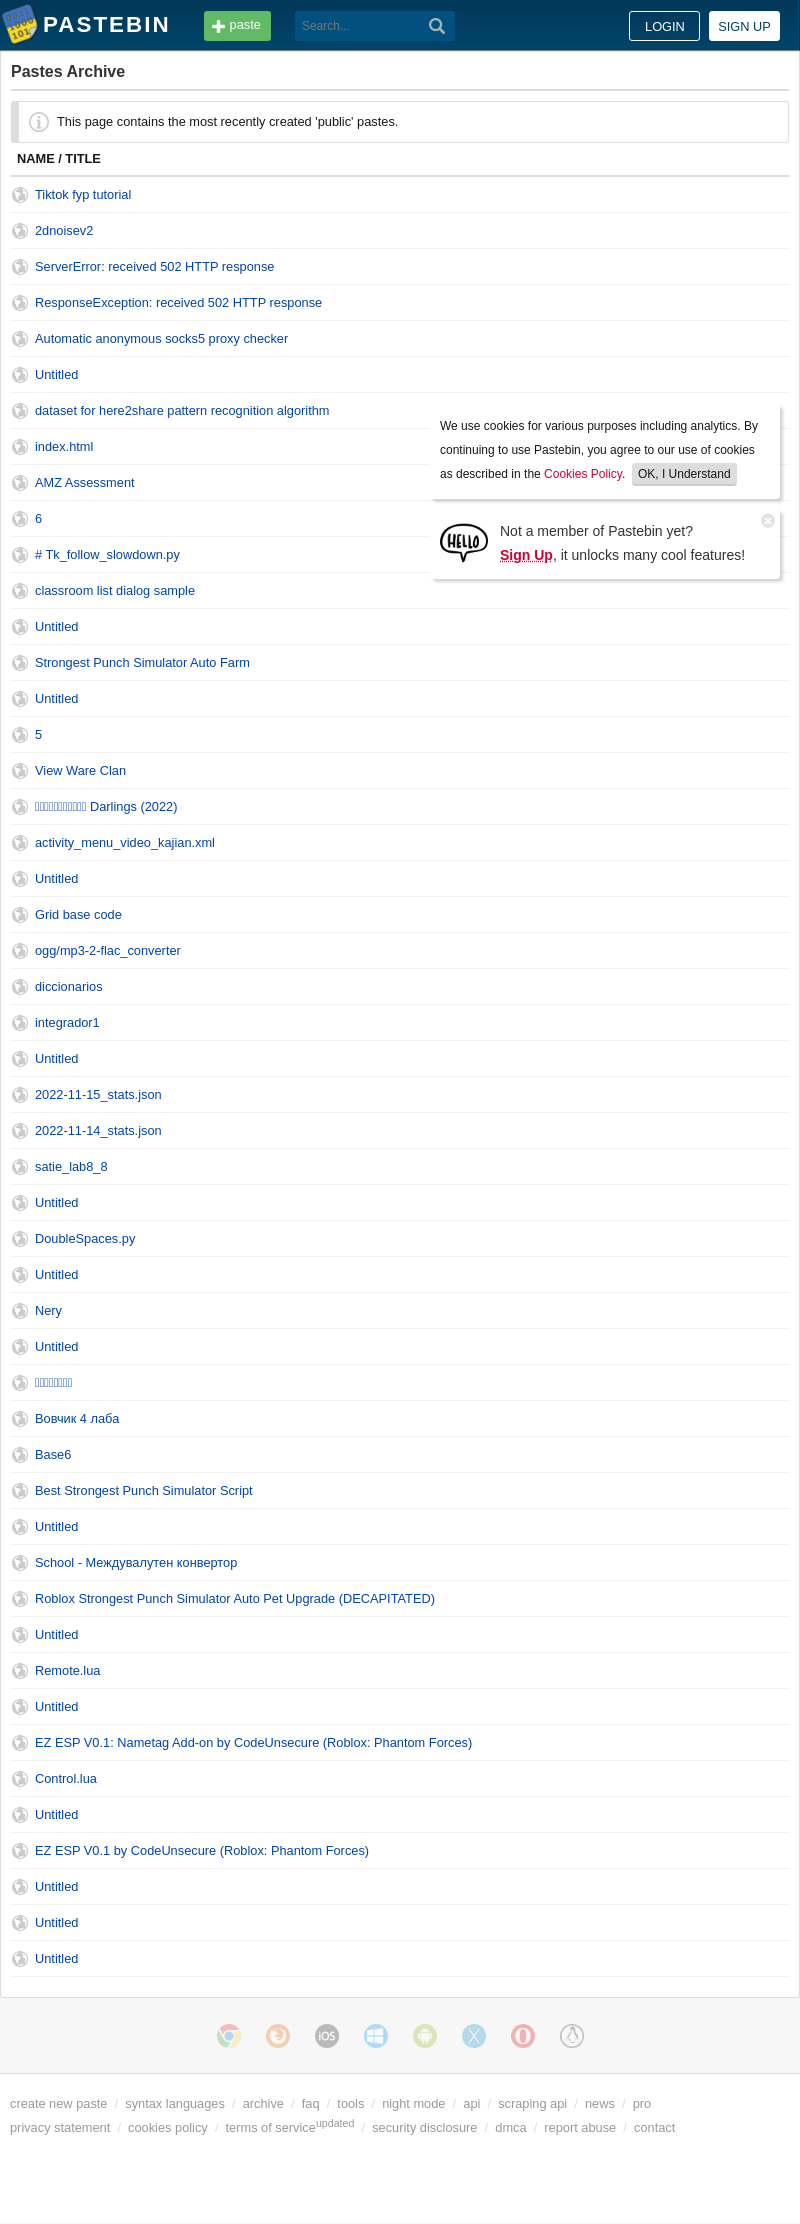 PASTEBIN
paste
Search...
LOGIN
SIGN UP
Pastes Archive
This page contains the most recently created 'public' pastes.
NAME / TITLE
Tiktok fyp tutorial
2dnoisev2
ServerError: received 502 HTTP response
ResponseException: received 502 HTTP response
Automatic anonymous socks5 proxy checker
Untitled
dataset for here2share pattern recognition algorithm
index.html
AMZ Assessment
6
# Tk_follow_slowdown.py
classroom list dialog sample
We use cookies for various purposes including analytics. By
continuing to use Pastebin, you agree to our use of cookies
as described in the Cookies Policy. OK, I Understand
HELLO
Not a member of Pastebin yet?
Sign Up, it unlocks many cool features!
Untitled
Strongest Punch Simulator Auto Farm
Untitled
5
View Ware Clan
Darlings (2022)
activity_menu_video_kajian.xml
Untitled
Grid base code
ogg/mp3-2-flac_converter
diccionarios
integrador1
Untitled
2022-11-15_stats.json
2022-11-14_stats.json
satie_lab8_8
Untitled
DoubleSpaces.py
Untitled
Nery
Untitled
Вовчик 4 лаба
Base6
Best Strongest Punch Simulator Script
Untitled
School - Междувалутен конвертор
Roblox Strongest Punch Simulator Auto Pet Upgrade (DECAPITATED)
Untitled
Remote.lua
Untitled
EZ ESP V0.1: Nametag Add-on by CodeUnsecure (Roblox: Phantom Forces)
Control.lua
Untitled
EZ ESP V0.1 by CodeUnsecure (Roblox: Phantom Forces)
Untitled
Untitled
Untitled
iOS
create new paste / syntax languages / archive / faq / tools / night mode / api / scraping api / news / pro
privacy statement / cookies policy / terms of service updated / security disclosure / dmca / report abuse / contact